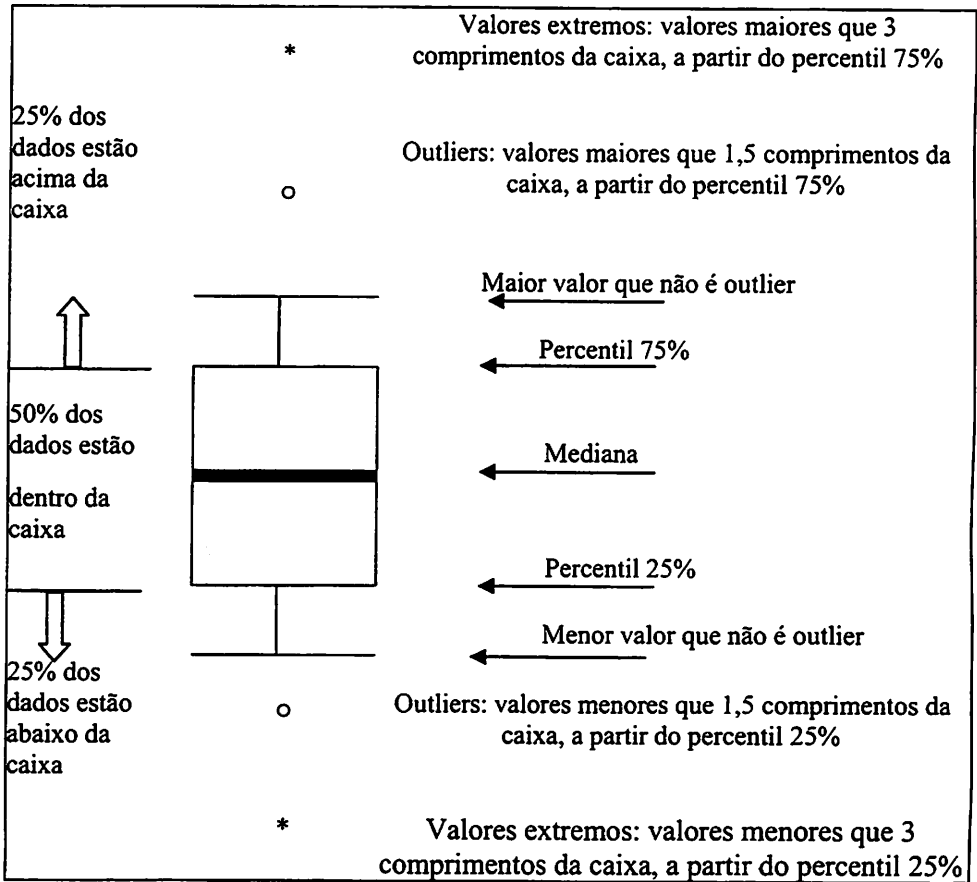 Valores extremos: valores maiores que 3
comprimentos da caixa, a partir do percentil 75%
*
25% dos
dados estão
acima da
caixa
Outliers: valores maiores que 1,5 comprimentos da
caixa, a partir do percentil 75%
Maior valor que não é outlier
Percentil 75%
50% dos
dados estão
dentro da
caixa
Mediana
Percentil 25%
Menor valor que não é outlier
25% dos
dados estão
abaixo da
caixa
Outliers: valores menores que 1,5 comprimentos da
caixa, a partir do percentil 25%
*
Valores extremos: valores menores que 3
comprimentos da caixa, a partir do percentil 25%